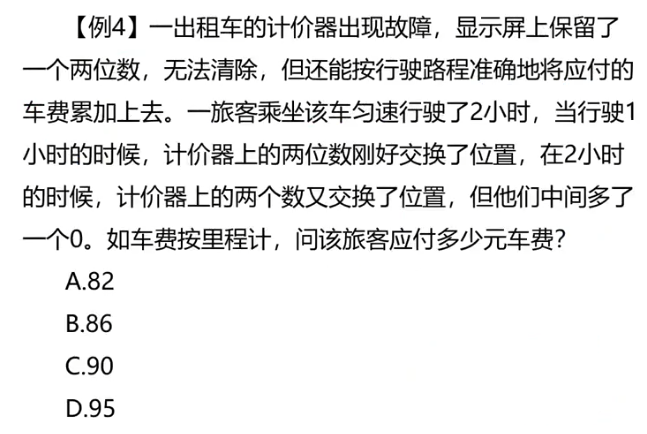 【例4】一出租车的计价器出现故障，显示屏上保留了
一个两位数，无法清除，但还能按行驶路程准确地将应付的
车费累加上去。一旅客乘坐该车匀速行驶了2小时，当行驶1
小时的时候，计价器上的两位数刚好交换了位置，在2小时
的时候，计价器上的两个数又交换了位置，但他们中间多了
一个0。如车费按里程计，问该旅客应付多少元车费？
A.82
B.86
C.90
D.95